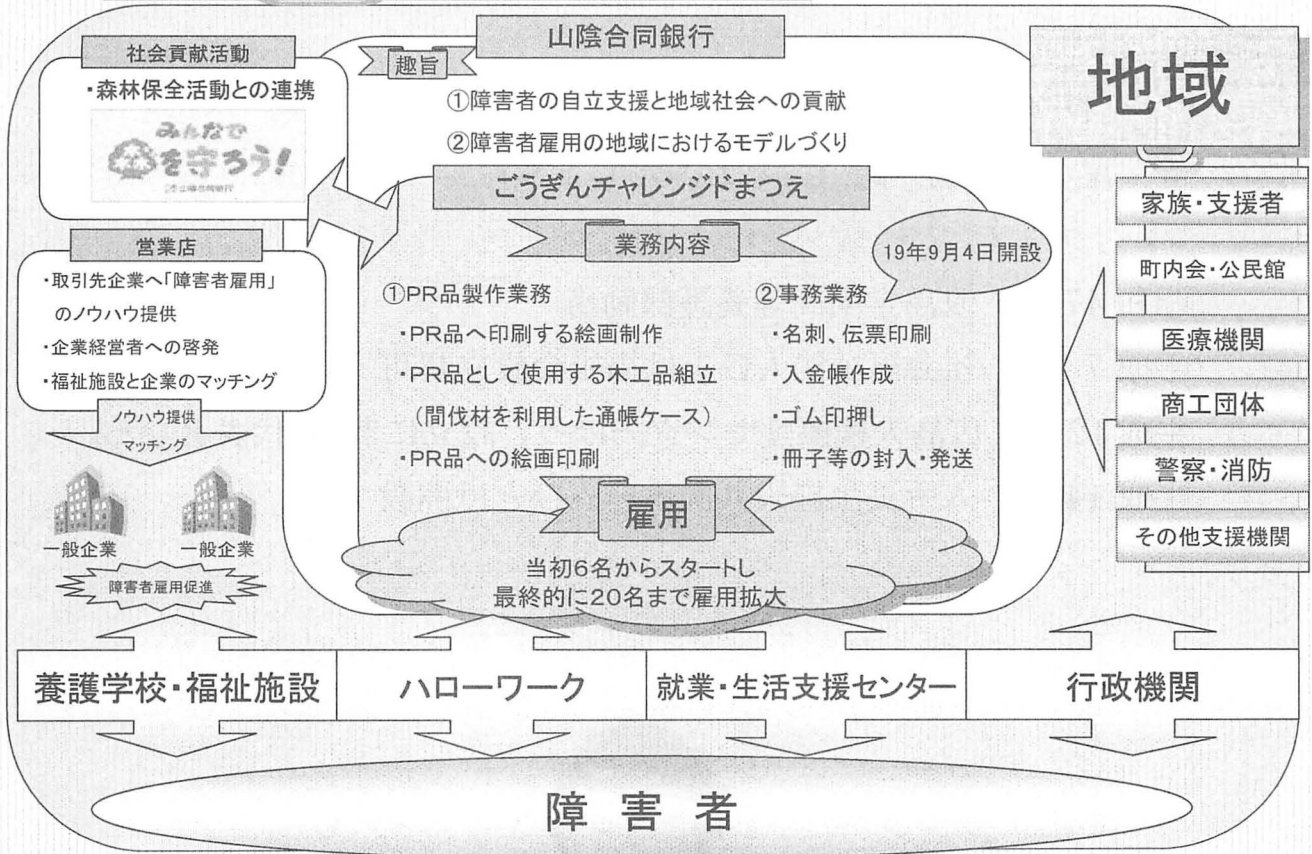 山陰合同銀行
趣旨
①障害者の自立支援と地域社会への貢献
②障害者雇用の地域におけるモデルづくり
社会貢献活動
・森林保全活動との連携
みんなで
を守ろう!
山陰合同銀行
営業店
・取引先企業へ「障害者雇用」
のノウハウ提供
・企業経営者への啓発
・福祉施設と企業のマッチング
ノウハウ提供
マッチング
一般企業
一般企業
障害者雇用促進
ごうぎんチャレンジドまつえ
業務内容
19年9月4日開設
①PR品製作業務
・PR品へ印刷する絵画制作
・PR品として使用する木工品組立
(間伐材を利用した通帳ケース)
・PR品への絵画印刷
②事務業務
・名刺、伝票印刷
・入金帳作成
・ゴム印押し
・冊子等の封入・発送
雇用
当初6名からスタートし
最終的に20名まで雇用拡大
地域
家族・支援者
町内会・公民館
医療機関
商工団体
警察・消防
その他支援機関
養護学校・福祉施設
ハローワーク
就業・生活支援センター
行政機関
障害者